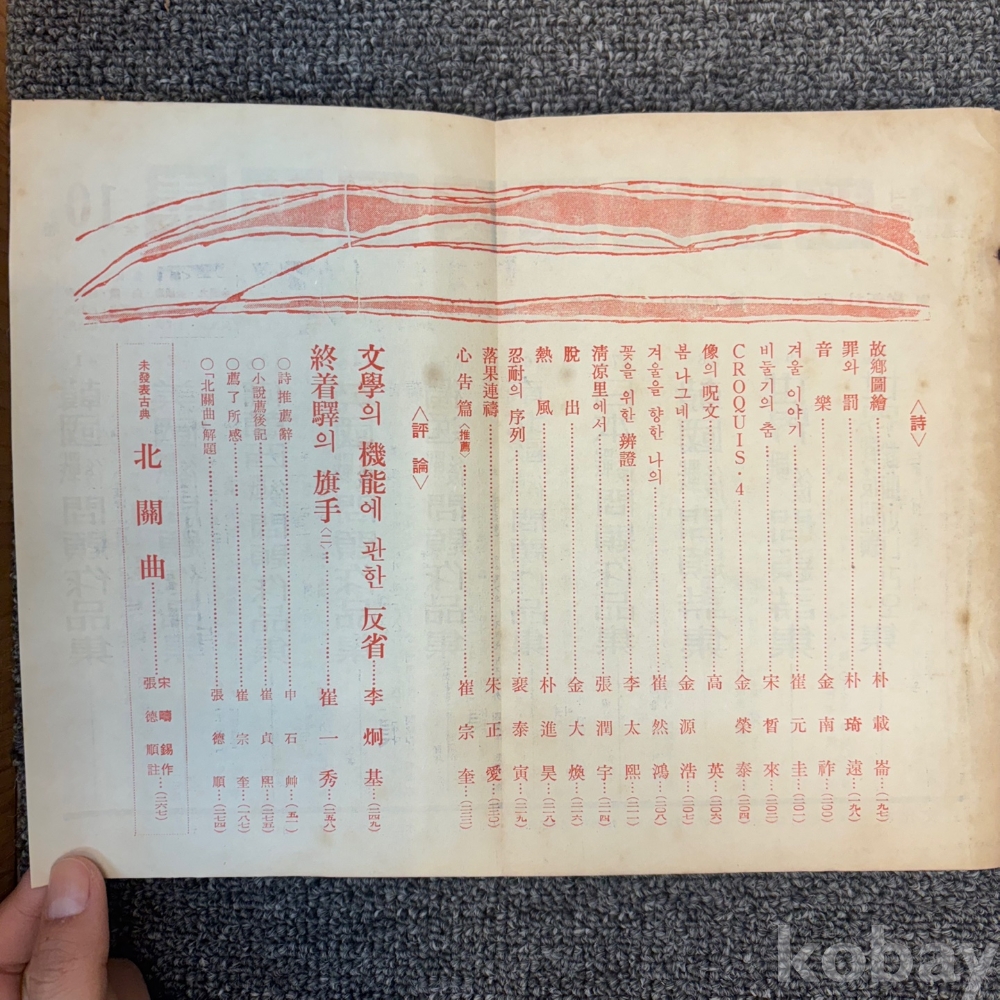 〈詩〉
故鄕圖繪 朴載崙 (一九七)
罪와 罰 朴琦遠 (一九八)
音樂 金南祚 (二〇〇)
겨울 이야기 崔元圭 (二〇一)
비둘기의 춤 宋晳來 (二〇三)
CROQUIS · 4 金榮泰 (二〇四)
像의 呪文 高英 (二〇六)
봄 나그네 金源浩 (二〇七)
겨울을 향한 나의 崔然鴻 (二〇八)
꽃을 위한 辨證 李太熙 (二一一)
淸凉里에서 張潤宇 (二一四)
脫出 金大煥 (二一六)
熱風 朴進昊 (二一八)
忍耐의 序列 裵泰寅 (二一九)
落果連禱 朱正愛 (二二〇)
心告篇 〈推薦〉 崔宗奎 (二二二)
〈評論〉
文學의 機能에 관한 反省 李炯基 (二四九)
終着驛의 旗手 〈一〉 崔一秀 (二五八)
○詩推薦辭 申石艸 (五一)
○小說薦後記 崔貞熙 (二七五)
○薦了所感 崔宗奎 (一八七)
○「北關曲」解題 張德順 (二七四)
未發表古典 北關曲 宋疇錫作 張德順註 (二六七)
kobay